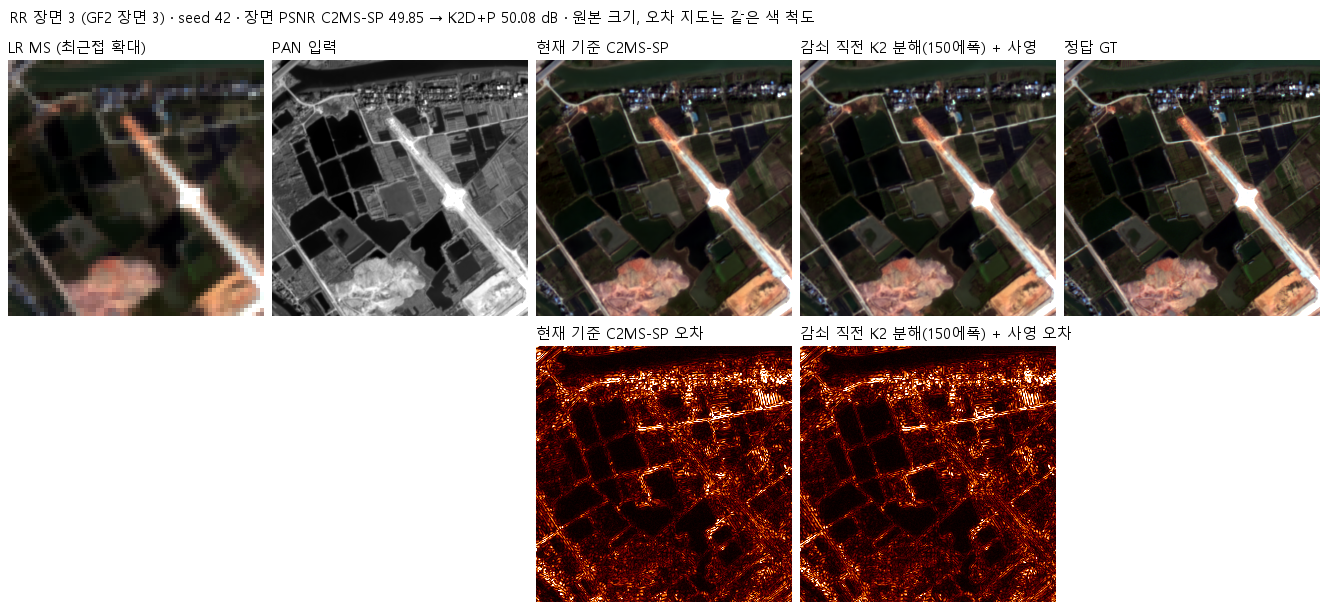 RR 장면 3 (GF2 장면 3) · seed 42 · 장면 PSNR C2MS-SP 49.85 → K2D+P 50.08 dB · 원본 크기, 오차 지도는 같은 색 척도
LR MS (최근접 확대)
PAN 입력
현재 기준 C2MS-SP
감쇠 직전 K2 분해(150에폭) + 사영
정답 GT
현재 기준 C2MS-SP 오차
감쇠 직전 K2 분해(150에폭) + 사영 오차